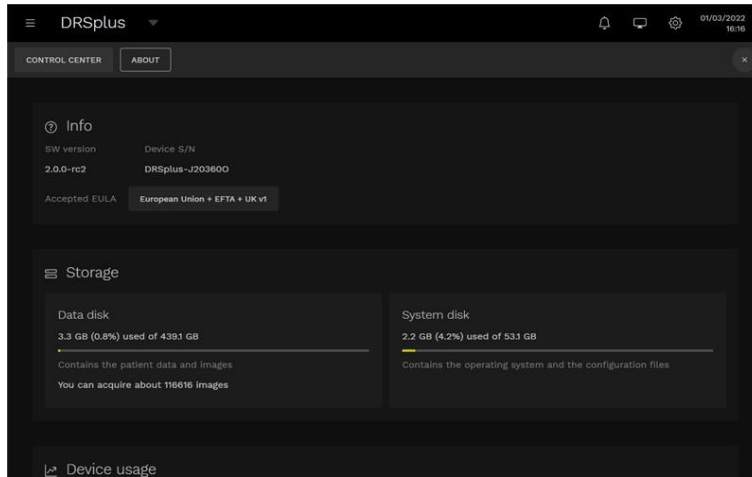 DRSplus
01/03/2022
16:16
CONTROL CENTER ABOUT
Info
SW version Device S/N
2.0.0-rc2 DRSplus-J20360O
Accepted EULA European Union + EFTA + UK v1
Storage
Data disk System disk
3.3 GB (0.8%) used of 439.1 GB 2.2 GB (4.2%) used of 53.1 GB
Contains the patient data and images Contains the operating system and the configuration files
You can acquire about 116616 images
Device usage